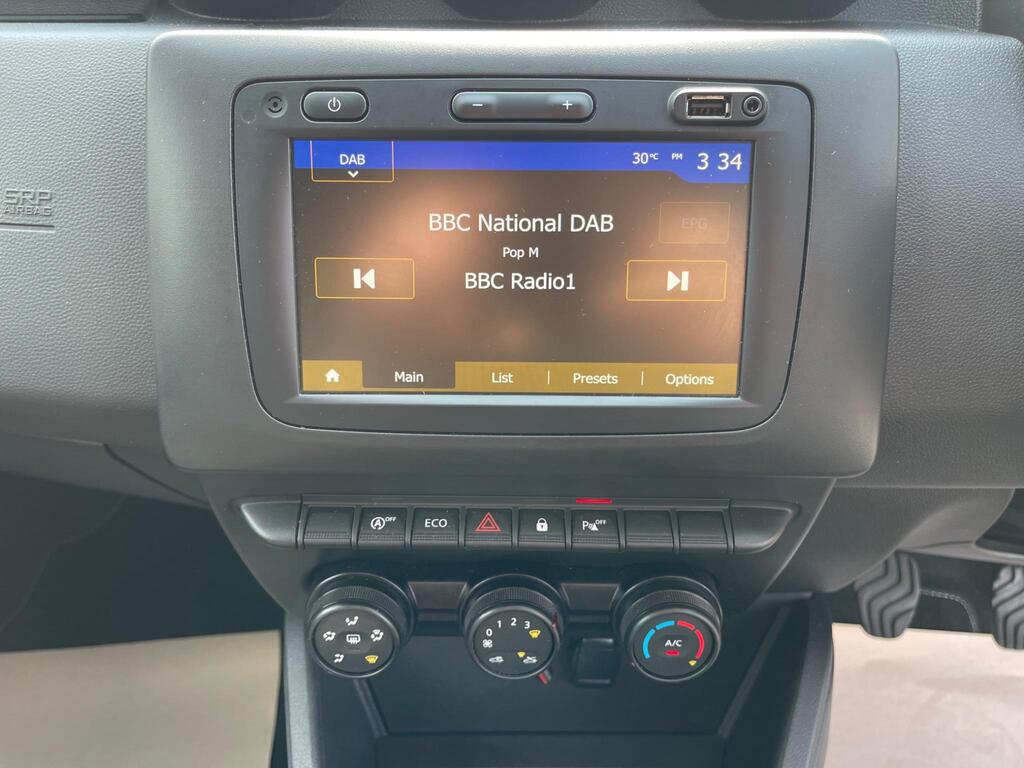 DAB
30°C PM 3 34
BBC National DAB
EPG
Pop M
BBC Radio1
Main
List
Presets
Options
SRP
AIRBAG
A OFF
ECO
P OFF
0 1 2 3
A/C